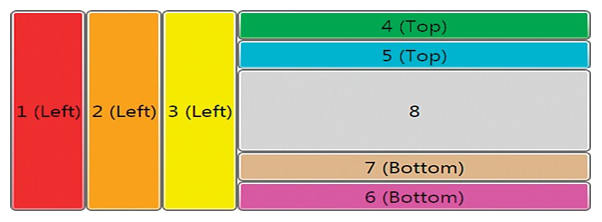 1 (Left)
2 (Left)
3 (Left)
4 (Top)
5 (Top)
8
7 (Bottom)
6 (Bottom)